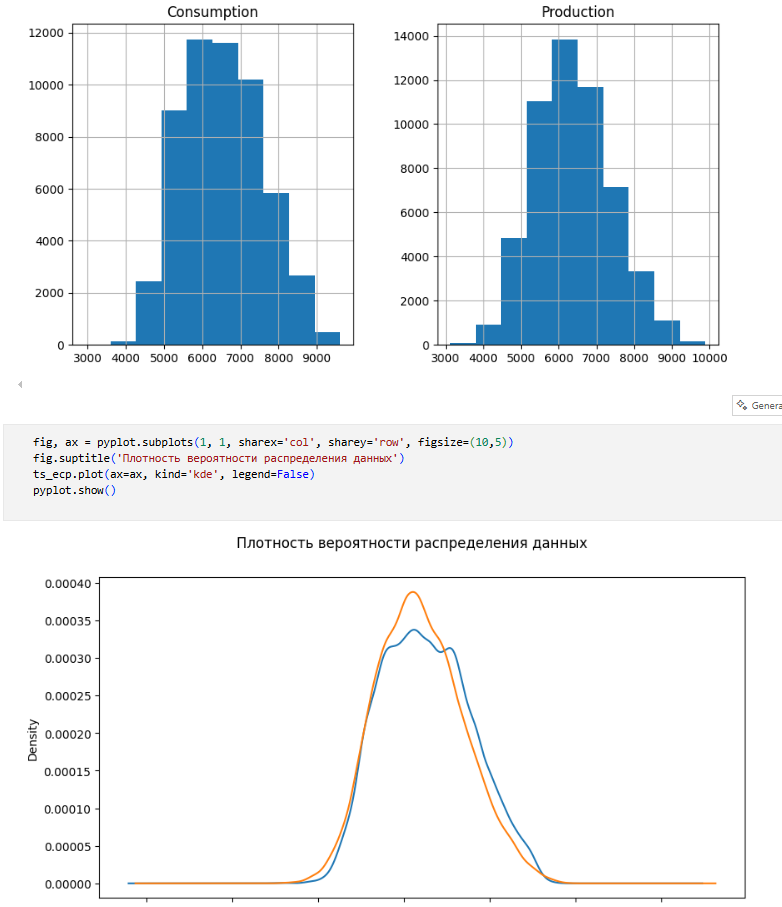 Consumption
Production
12000
10000
8000
6000
4000
2000
0
3000 4000 5000 6000 7000 8000 9000
14000
12000
10000
8000
6000
4000
2000
0
3000 4000 5000 6000 7000 8000 9000 10000
Genera
fig, ax = pyplot.subplots(1, 1, sharex='col', sharey='row', figsize=(10,5))
fig.suptitle('Плотность вероятности распределения данных')
ts_ecp.plot(ax=ax, kind='kde', legend=False)
pyplot.show()
Плотность вероятности распределения данных
0.00040
0.00035
0.00030
0.00025
0.00020
0.00015
0.00010
0.00005
0.00000
Density